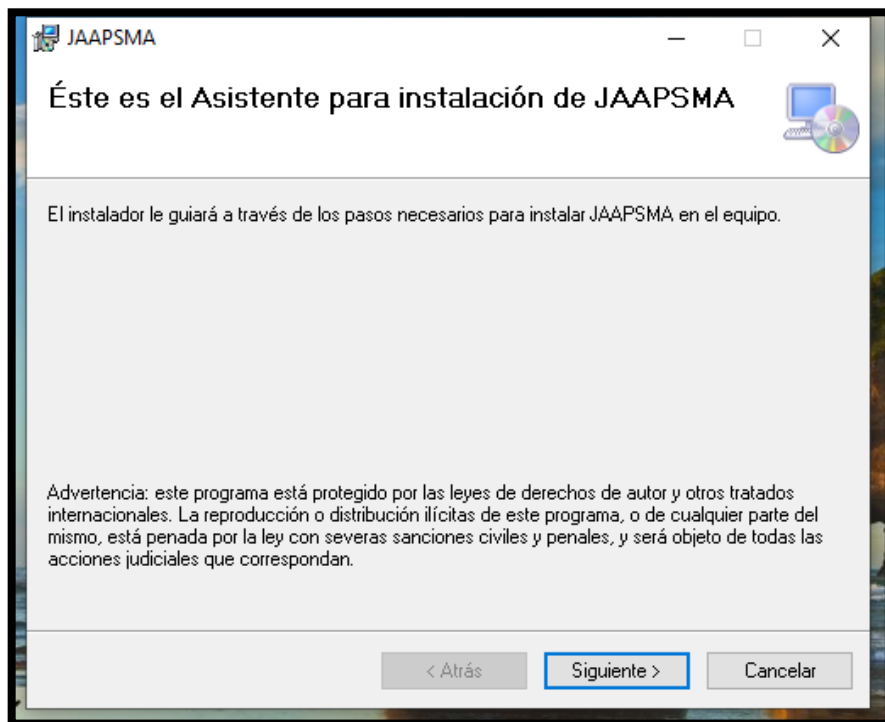 JAAPSMA
Éste es el Asistente para instalación de JAAPSMA
El instalador le guiará a través de los pasos necesarios para instalar JAAPSMA en el equipo.
Advertencia: este programa está protegido por las leyes de derechos de autor y otros tratados
internacionales. La reproducción o distribución ilícitas de este programa, o de cualquier parte del
mismo, está penada por la ley con severas sanciones civiles y penales, y será objeto de todas las
acciones judiciales que correspondan.
< Atrás Siguiente > Cancelar